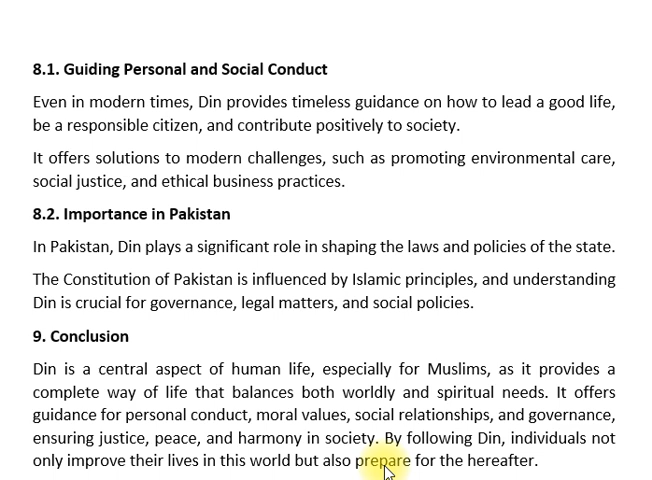 8.1. Guiding Personal and Social Conduct
Even in modern times, Din provides timeless guidance on how to lead a good life,
be a responsible citizen, and contribute positively to society.
It offers solutions to modern challenges, such as promoting environmental care,
social justice, and ethical business practices.
8.2. Importance in Pakistan
In Pakistan, Din plays a significant role in shaping the laws and policies of the state.
The Constitution of Pakistan is influenced by Islamic principles, and understanding
Din is crucial for governance, legal matters, and social policies.
9. Conclusion
Din is a central aspect of human life, especially for Muslims, as it provides a
complete way of life that balances both worldly and spiritual needs. It offers
guidance for personal conduct, moral values, social relationships, and governance,
ensuring justice, peace, and harmony in society. By following Din, individuals not
only improve their lives in this world but also prepare for the hereafter.